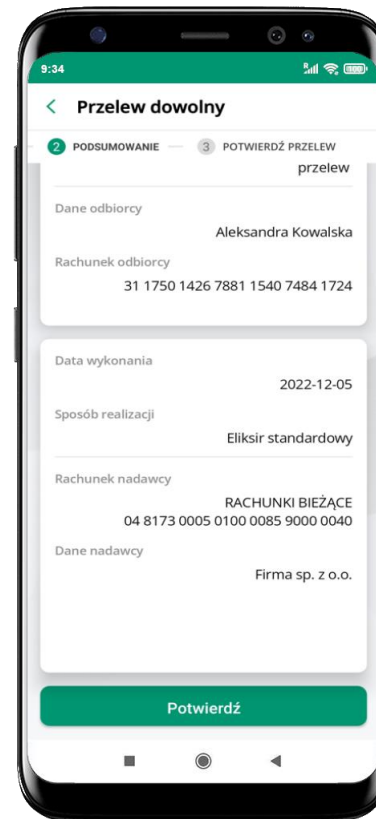 9:34
Przelew dowolny
2 PODSUMOWANIE 3 POTWIERDŹ PRZELEW
przelew
Dane odbiorcy
Aleksandra Kowalska
Rachunek odbiorcy
31 1750 1426 7881 1540 7484 1724
Data wykonania
2022-12-05
Sposób realizacji
Eliksir standardowy
Rachunek nadawcy
RACHUNKI BIEŻĄCE
04 8173 0005 0100 0085 9000 0040
Dane nadawcy
Firma sp. z o.o.
Potwierdź